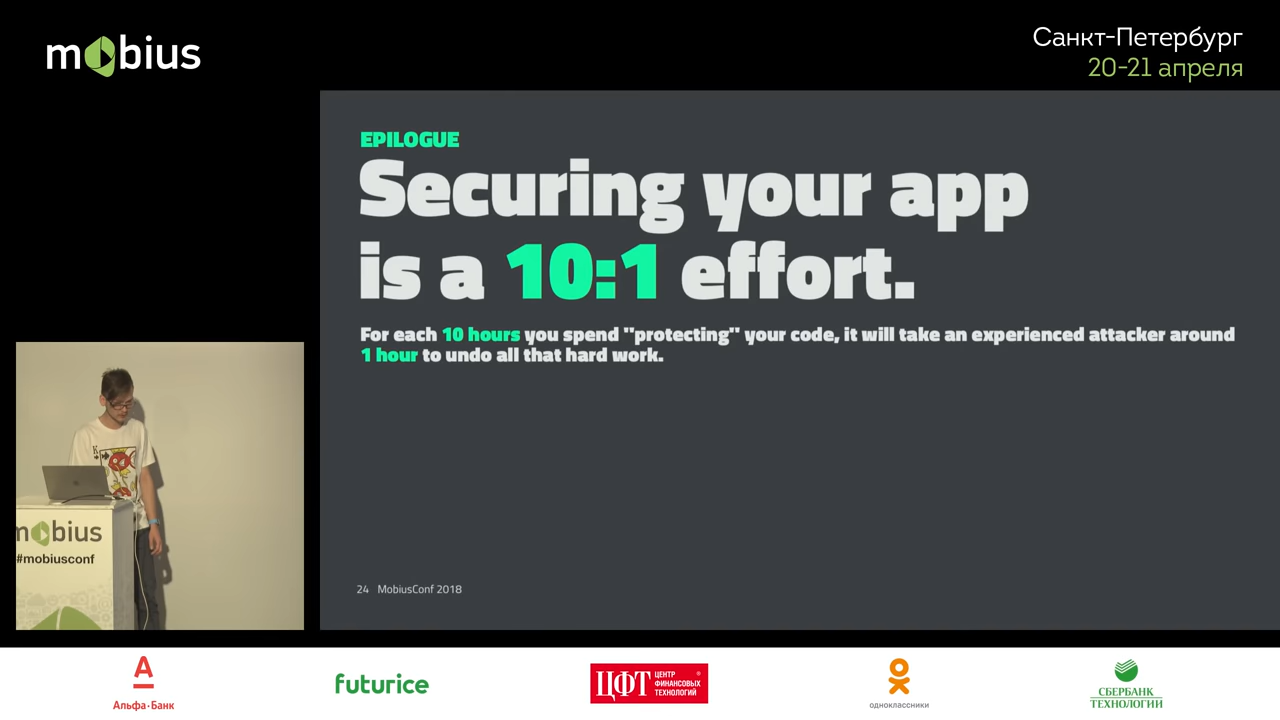 mobius
Санкт-Петербург
20-21 апреля
EPILOGUE
Securing your app
is a 10:1 effort.
For each 10 hours you spend "protecting" your code, it will take an experienced attacker around
1 hour to undo all that hard work.
K
mobius
#mobiusconf
24 MobiusConf 2018
А
Альфа·Банк
futurice
ЦФТ
ЦЕНТР
ФИНАНСОВЫХ
ТЕХНОЛОГИЙ
®
одноклассники
СБЕРБАНК
ТЕХНОЛОГИИ